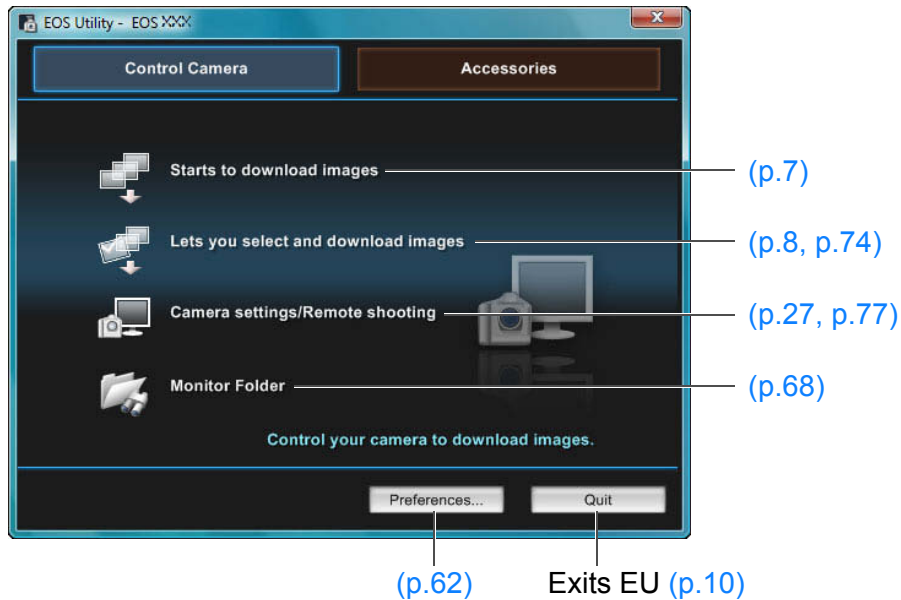 EOS Utility - EOS XXX
Control Camera Accessories
Starts to download images (p.7)
Lets you select and download images (p.8, p.74)
Camera settings/Remote shooting (p.27, p.77)
Monitor Folder (p.68)
Control your camera to download images.
Preferences... Quit
(p.62) Exits EU (p.10)